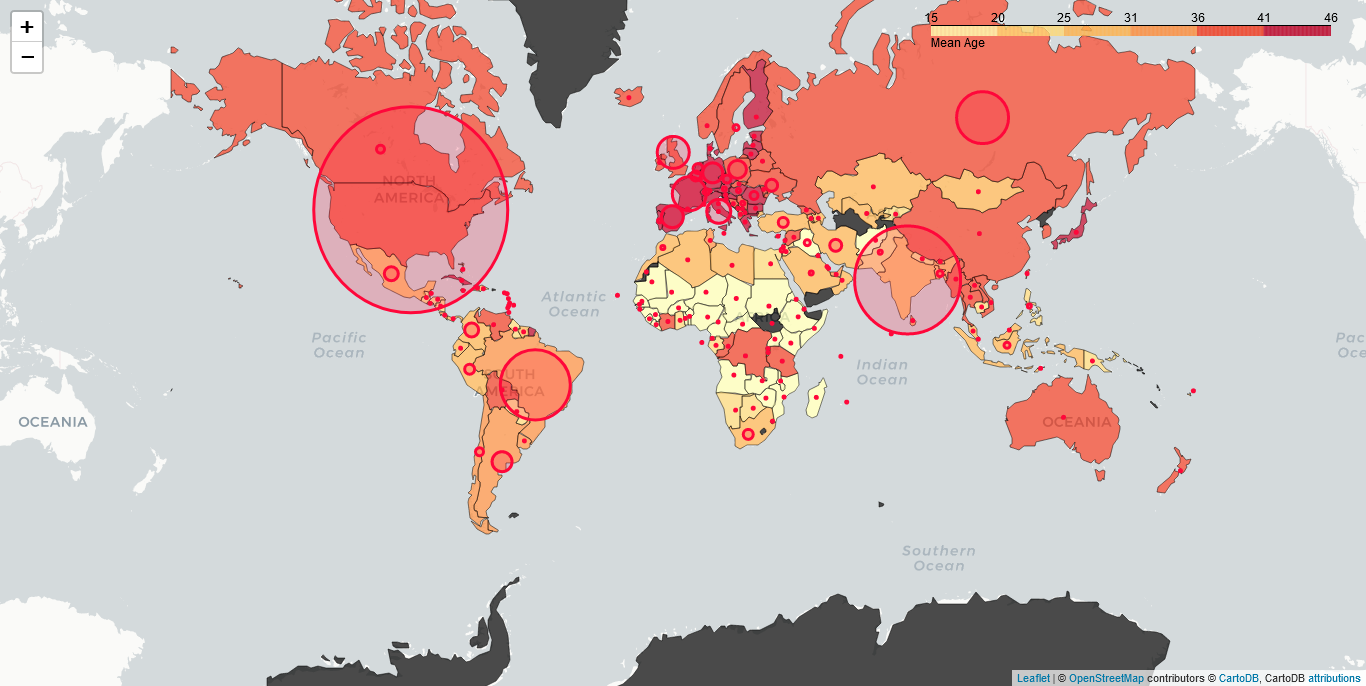 +
−
15 20 25 31 36 41 46
Mean Age
NORTH
AMERICA
Atlantic
Ocean
Pacific
Ocean
Pac
Ocean
Indian
Ocean
SOUTH
AMERICA
OCEANIA
OCEANIA
Southern
Ocean
Leaflet | © OpenStreetMap contributors © CartoDB, CartoDB attributions